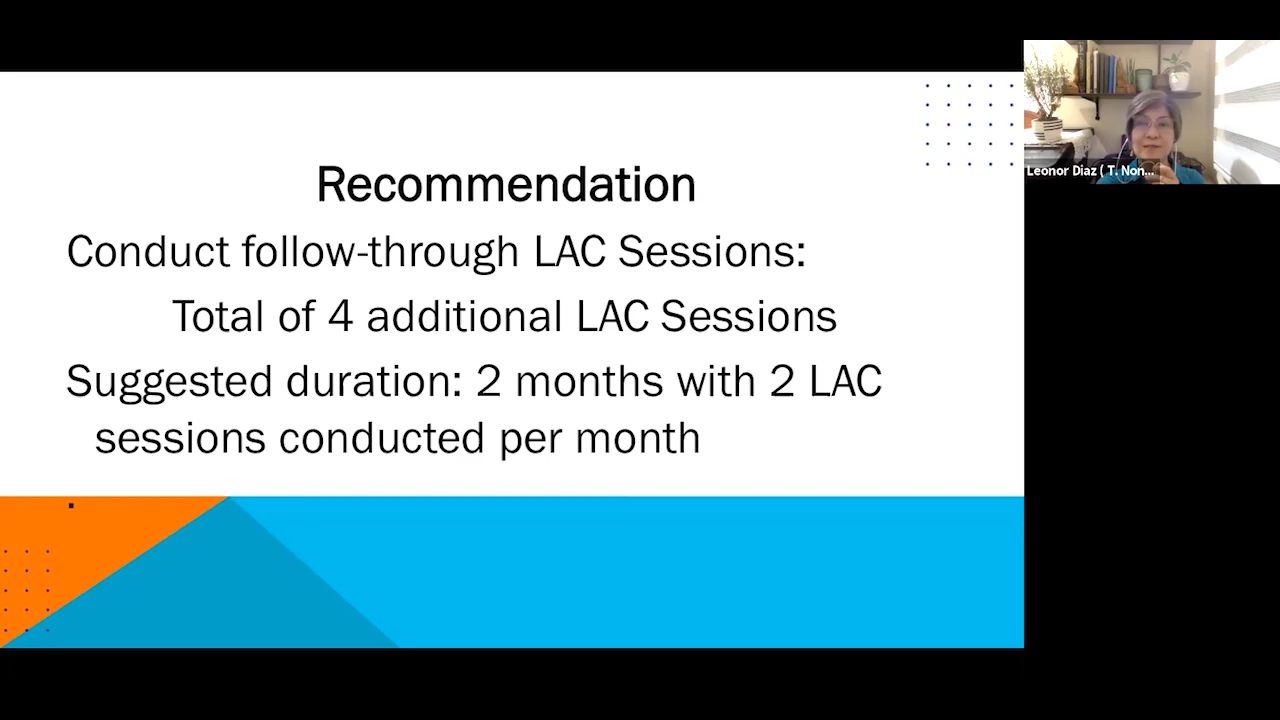 Recommendation
Conduct follow-through LAC Sessions:
Total of 4 additional LAC Sessions
Suggested duration: 2 months with 2 LAC
sessions conducted per month
Leonor Diaz ( T. Non...